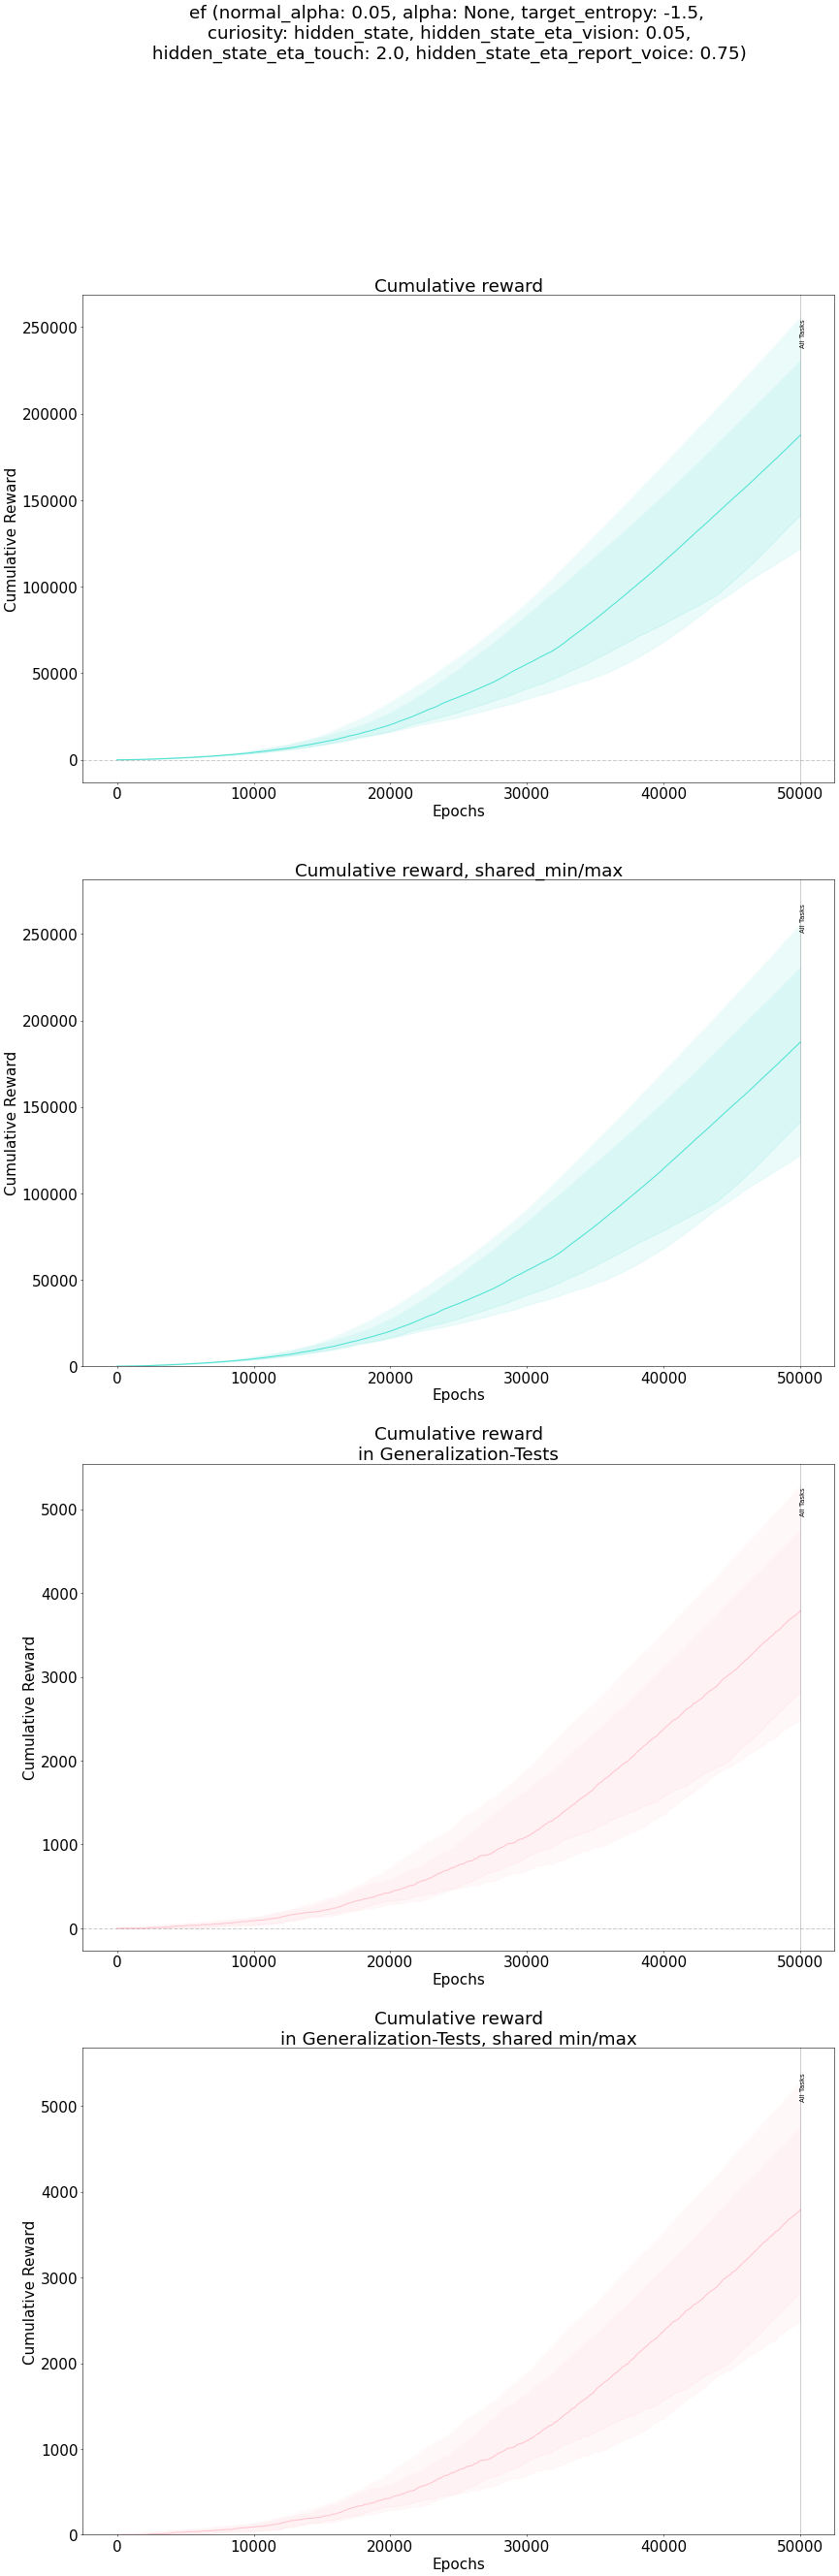 ef (normal_alpha: 0.05, alpha: None, target_entropy: -1.5,
curiosity: hidden_state, hidden_state_eta_vision: 0.05,
hidden_state_eta_touch: 2.0, hidden_state_eta_report_voice: 0.75)
Cumulative reward
250000
200000
150000
100000
50000
0
Cumulative Reward
All Tasks
0 10000 20000 30000 40000 50000
Epochs
Cumulative reward, shared_min/max
250000
200000
150000
100000
50000
0
Cumulative Reward
All Tasks
0 10000 20000 30000 40000 50000
Epochs
Cumulative reward
in Generalization-Tests
5000
4000
3000
2000
1000
0
Cumulative Reward
All Tasks
0 10000 20000 30000 40000 50000
Epochs
Cumulative reward
in Generalization-Tests, shared min/max
5000
4000
3000
2000
1000
0
Cumulative Reward
All Tasks
0 10000 20000 30000 40000 50000
Epochs